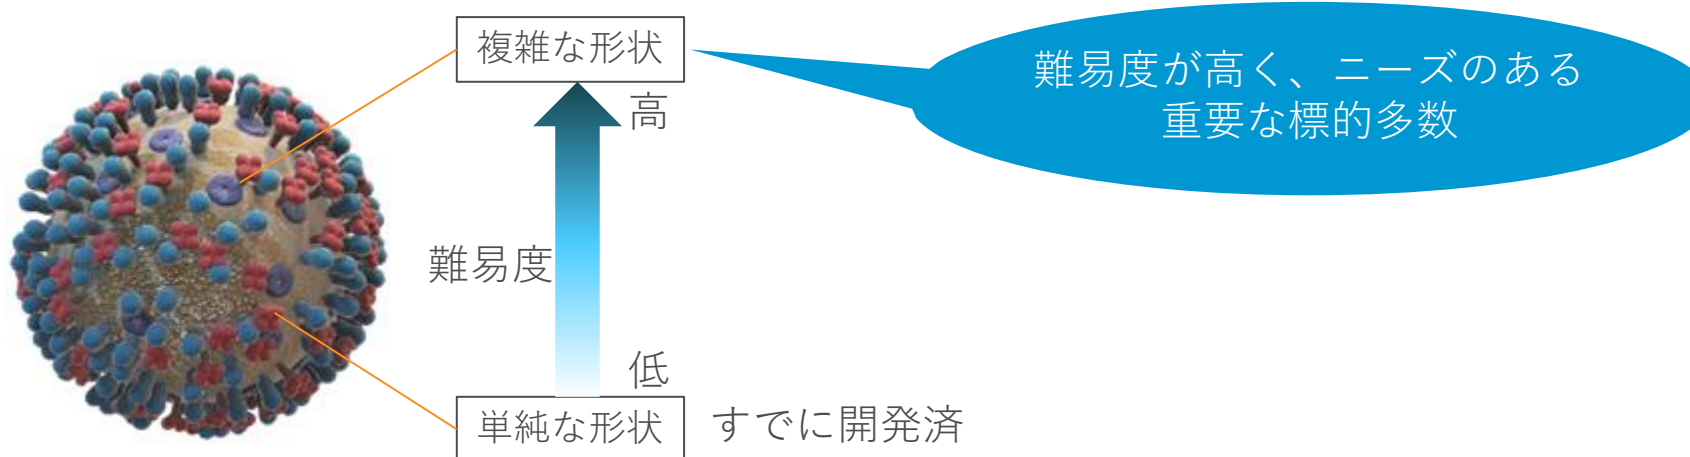 複雑な形状
難易度が高く、ニーズのある
重要な標的多数
高
難易度
低
単純な形状
すでに開発済